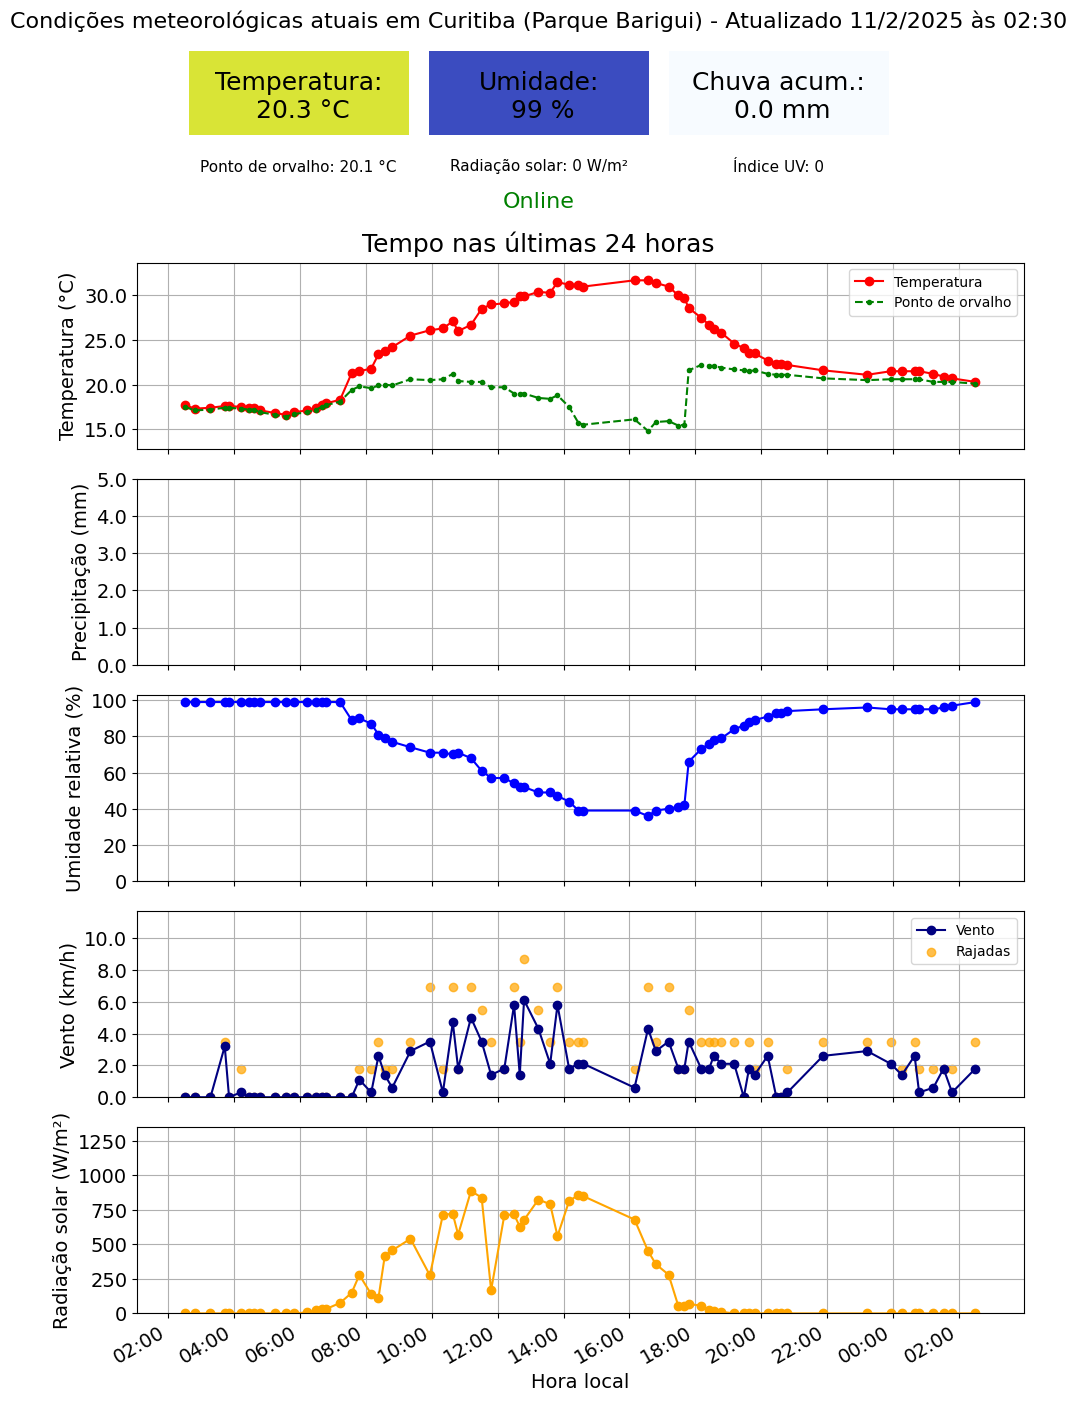 Condições meteorológicas atuais em Curitiba (Parque Barigui) - Atualizado 11/2/2025 às 02:30
Temperatura:
20.3 °C
Umidade:
99 %
Chuva acum.:
0.0 mm
Ponto de orvalho: 20.1 °C
Radiação solar: 0 W/m²
Índice UV: 0
Online
Tempo nas últimas 24 horas
Temperatura (°C)
30.0
25.0
20.0
15.0
Temperatura
Ponto de orvalho
Precipitação (mm)
5.0
4.0
3.0
2.0
1.0
0.0
Umidade relativa (%)
100
80
60
40
20
0
Vento (km/h)
10.0
8.0
6.0
4.0
2.0
0.0
Vento
Rajadas
Radiação solar (W/m²)
1250
1000
750
500
250
0
02:00
04:00
06:00
08:00
10:00
12:00
14:00
16:00
18:00
20:00
22:00
00:00
02:00
Hora local